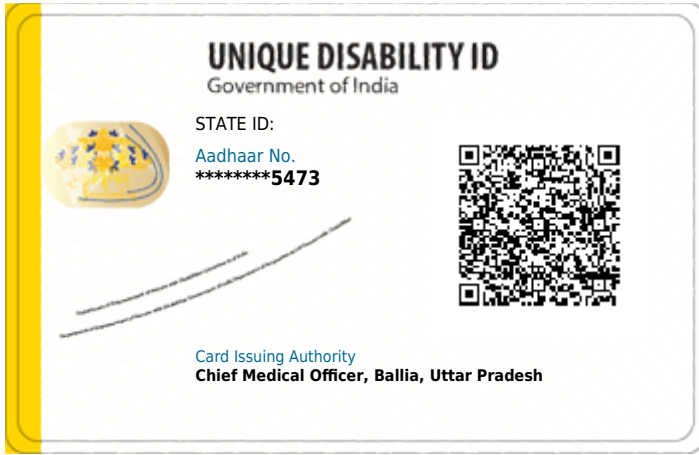 UNIQUE DISABILITY ID
Government of India
STATE ID:
Aadhaar No.
********5473
Card Issuing Authority
Chief Medical Officer, Ballia, Uttar Pradesh